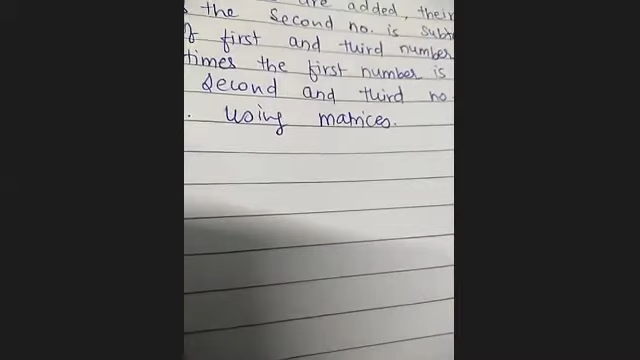 are added, their
the second no. is subt
first and third number
times the first number is
second and third no
. using matrices.